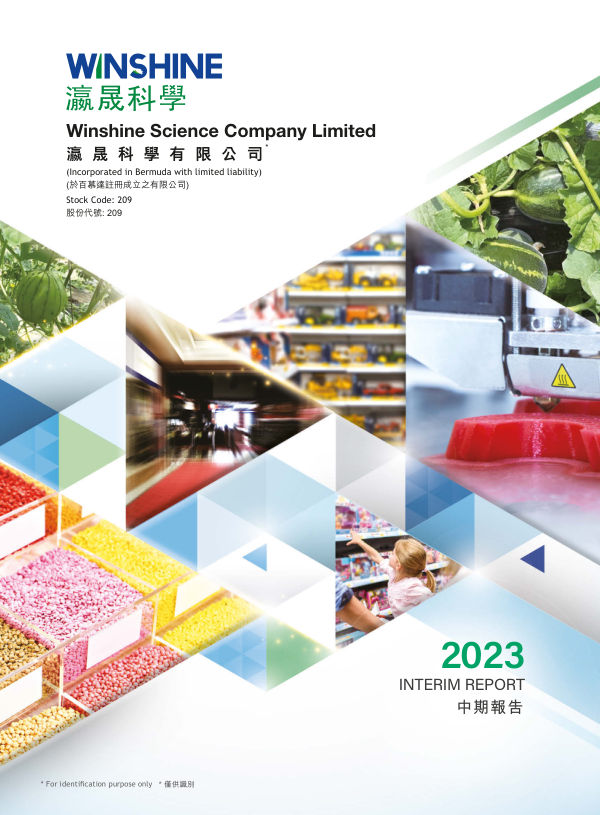 WINSHINE
瀛晟科學
Winshine Science Company Limited
瀛晟科學有限公司*
(Incorporated in Bermuda with limited liability)
(於百慕達註冊成立之有限公司)
Stock Code: 209
股份代號: 209
2023
INTERIM REPORT
中期報告
* For identification purpose only * 僅供識別